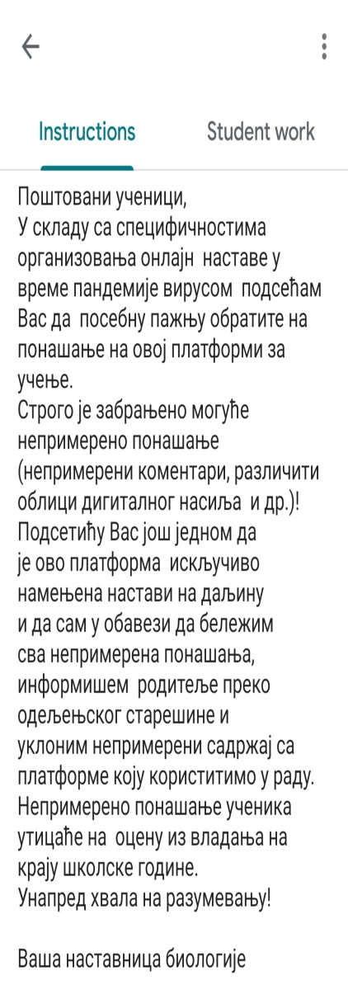 Instructions Student work
Поштовани ученици,
У складу са специфичностима
организовања онлајн наставе у
време пандемије вирусом подсећам
Вас да посебну пажњу обратите на
понашање на овој платформи за
учење.
Строго је забрањено могуће
непримерено понашање
(непримерени коментари, различити
облици дигиталног насиља и др.)!
Подсетићу Вас још једном да
је ово платформа искључиво
намењена настави на даљину
и да сам у обавези да бележим
сва непримерена понашања,
информишем родитеље преко
одељењског старешине и
уклоним непримерени садржај са
платформе коју користитимо у раду.
Непримерено понашање ученика
утицаће на оцену из владања на
крају школске године.
Унапред хвала на разумевању!
Ваша наставница биологије